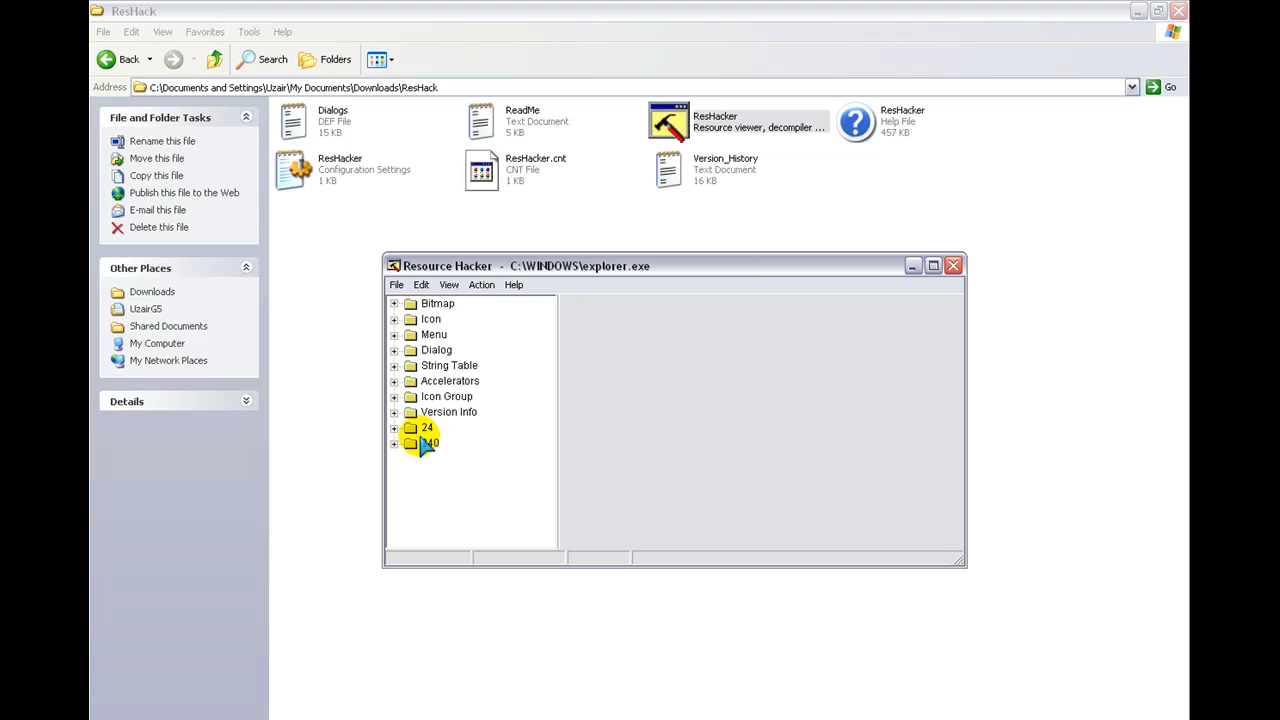 ResHack
File Edit View Favorites Tools Help
Back Search Folders
Address C:\Documents and Settings\Uzair\My Documents\Downloads\ResHack Go
File and Folder Tasks
Rename this file
Move this file
Copy this file
Publish this file to the Web
E-mail this file
Delete this file
Other Places
Downloads
UzairG5
Shared Documents
My Computer
My Network Places
Details
Dialogs
DEF File
15 KB
ReadMe
Text Document
5 KB
ResHacker
Resource viewer, decompiler ...
ResHacker
Help File
457 KB
ResHacker
Configuration Settings
1 KB
ResHacker.cnt
CNT File
1 KB
Version_History
Text Document
16 KB
Resource Hacker - C:\WINDOWS\explorer.exe
File Edit View Action Help
Bitmap
Icon
Menu
Dialog
String Table
Accelerators
Icon Group
Version Info
24